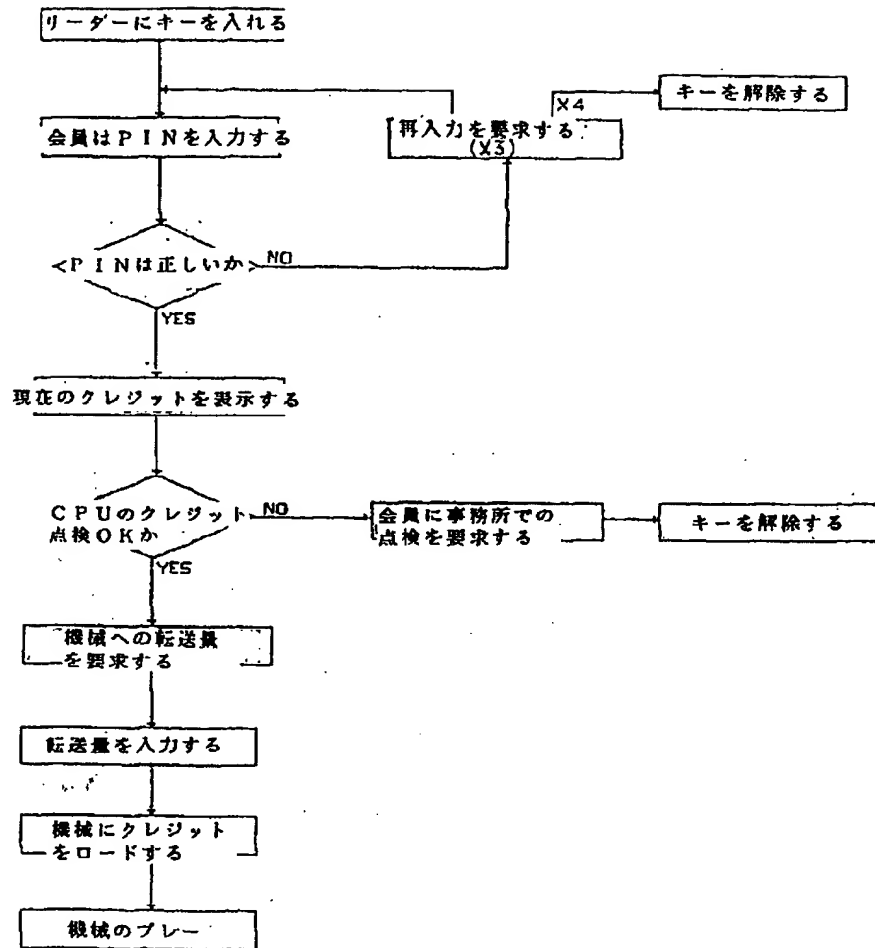 リーダーにキーを入れる
キーを解除する
X4
会員はPINを入力する
再入力を要求する
(X3)
<PINは正しいか>
NO
YES
現在のクレジットを表示する
CPUのクレジット
点検OKか
NO
会員に事務所での
点検を要求する
キーを解除する
YES
機械への転送量
を要求する
転送量を入力する
機械にクレジット
をロードする
機械のプレー